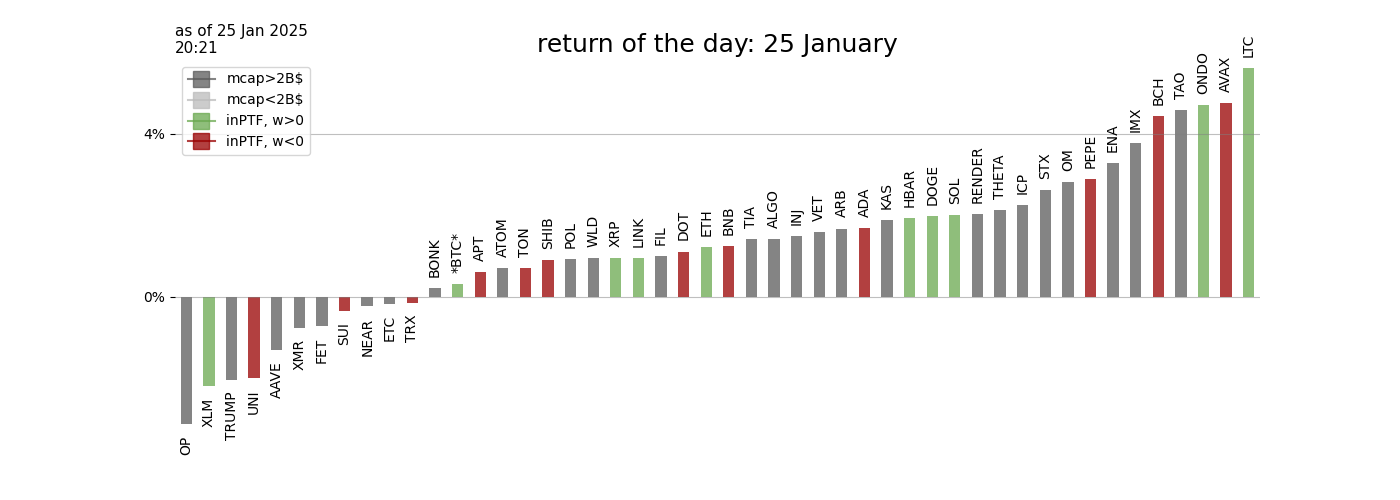 as of 25 Jan 2025
20:21
return of the day: 25 January
mcap>2B$
mcap<2B$
inPTF, w>0
inPTF, w<0
4%
0%
OP
XLM
TRUMP
UNI
AAVE
XMR
FET
SUI
NEAR
ETC
TRX
BONK
*BTC*
APT
ATOM
TON
SHIB
POL
WLD
XRP
LINK
FIL
DOT
ETH
BNB
TIA
ALGO
INJ
VET
ARB
ADA
KAS
HBAR
DOGE
SOL
RENDER
THETA
ICP
STX
OM
PEPE
ENA
IMX
BCH
TAO
ONDO
AVAX
LTC